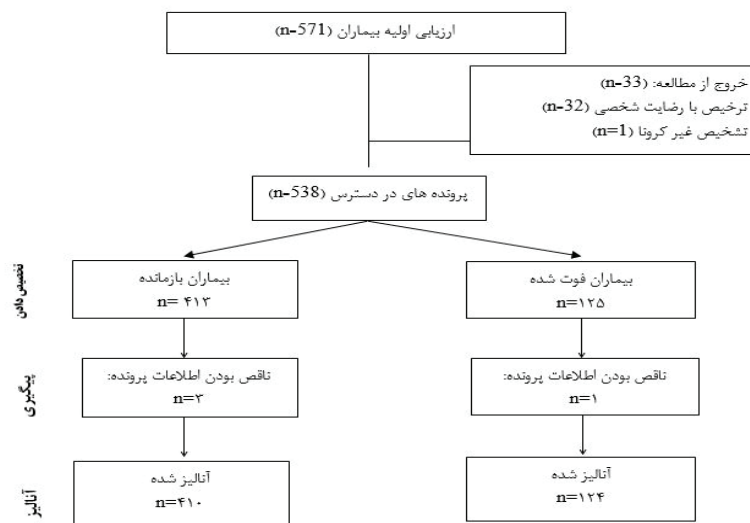 ارزیابی اولیه بیماران (n-571)
خروج از مطالعه: (n-33)
ترخیص با رضایت شخصی (n-32)
تشخیص غیر کرونا (n=1)
پرونده های در دسترس (n-538)
تخصیص دادن
بیماران بازمانده
n= ۴۱۳
بیماران فوت شده
n=۱۲۵
پیگیری
ناقص بودن اطلاعات پرونده:
n=۳
ناقص بودن اطلاعات پرونده:
n=۱
آنالیز
آنالیز شده
n=۴۱۰
آنالیز شده
n=۱۲۴